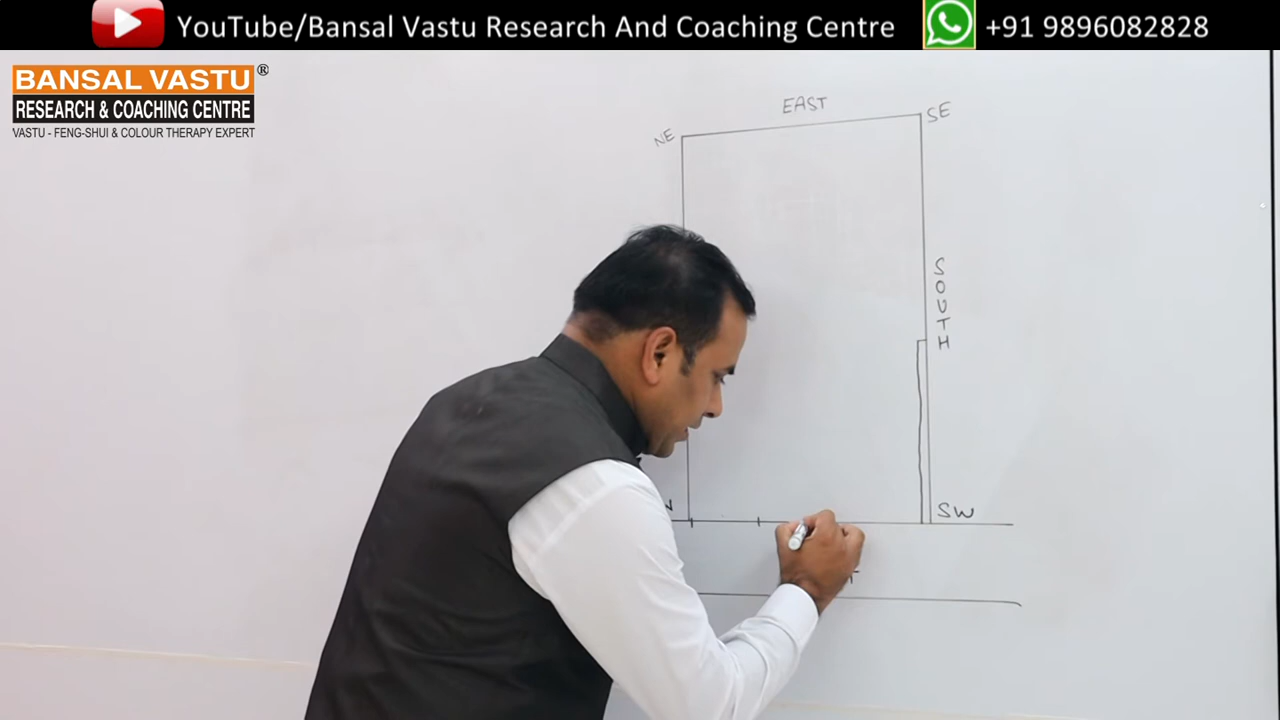 YouTube/Bansal Vastu Research And Coaching Centre +91 9896082828
BANSAL VASTU®
RESEARCH & COACHING CENTRE
VASTU - FENG-SHUI & COLOUR THERAPY EXPERT
EAST
NE
SE
SOUTH
SW